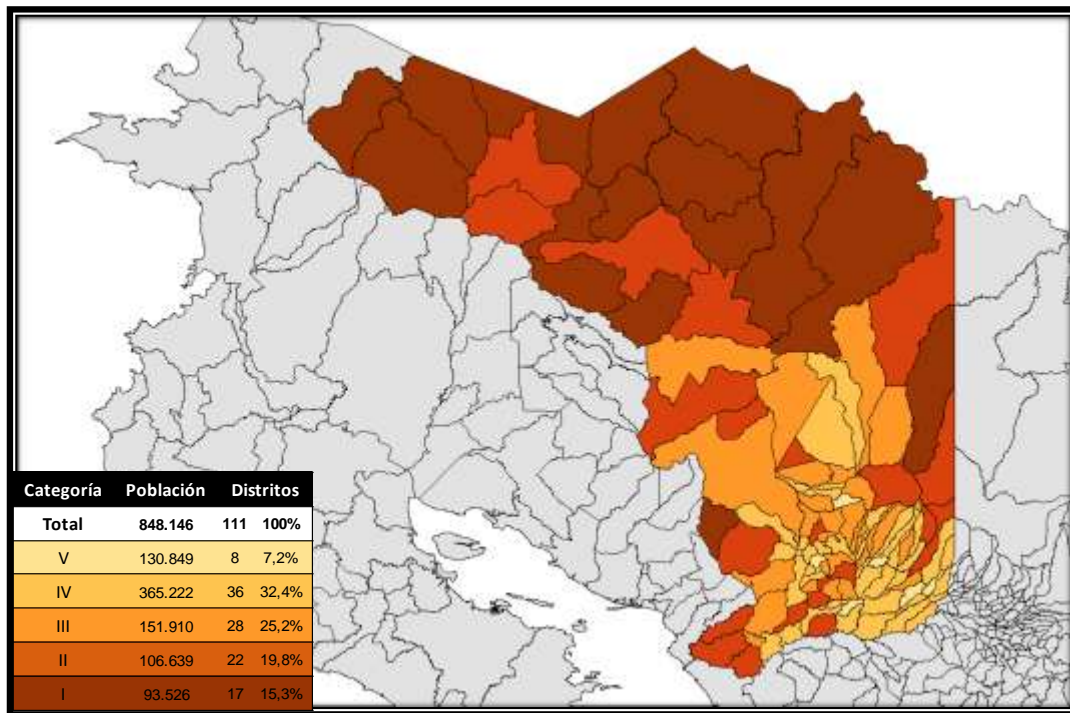 Categoría Población Distritos
Total 848.146 111 100%
V 130.849 8 7,2%
IV 365.222 36 32,4%
III 151.910 28 25,2%
II 106.639 22 19,8%
I 93.526 17 15,3%